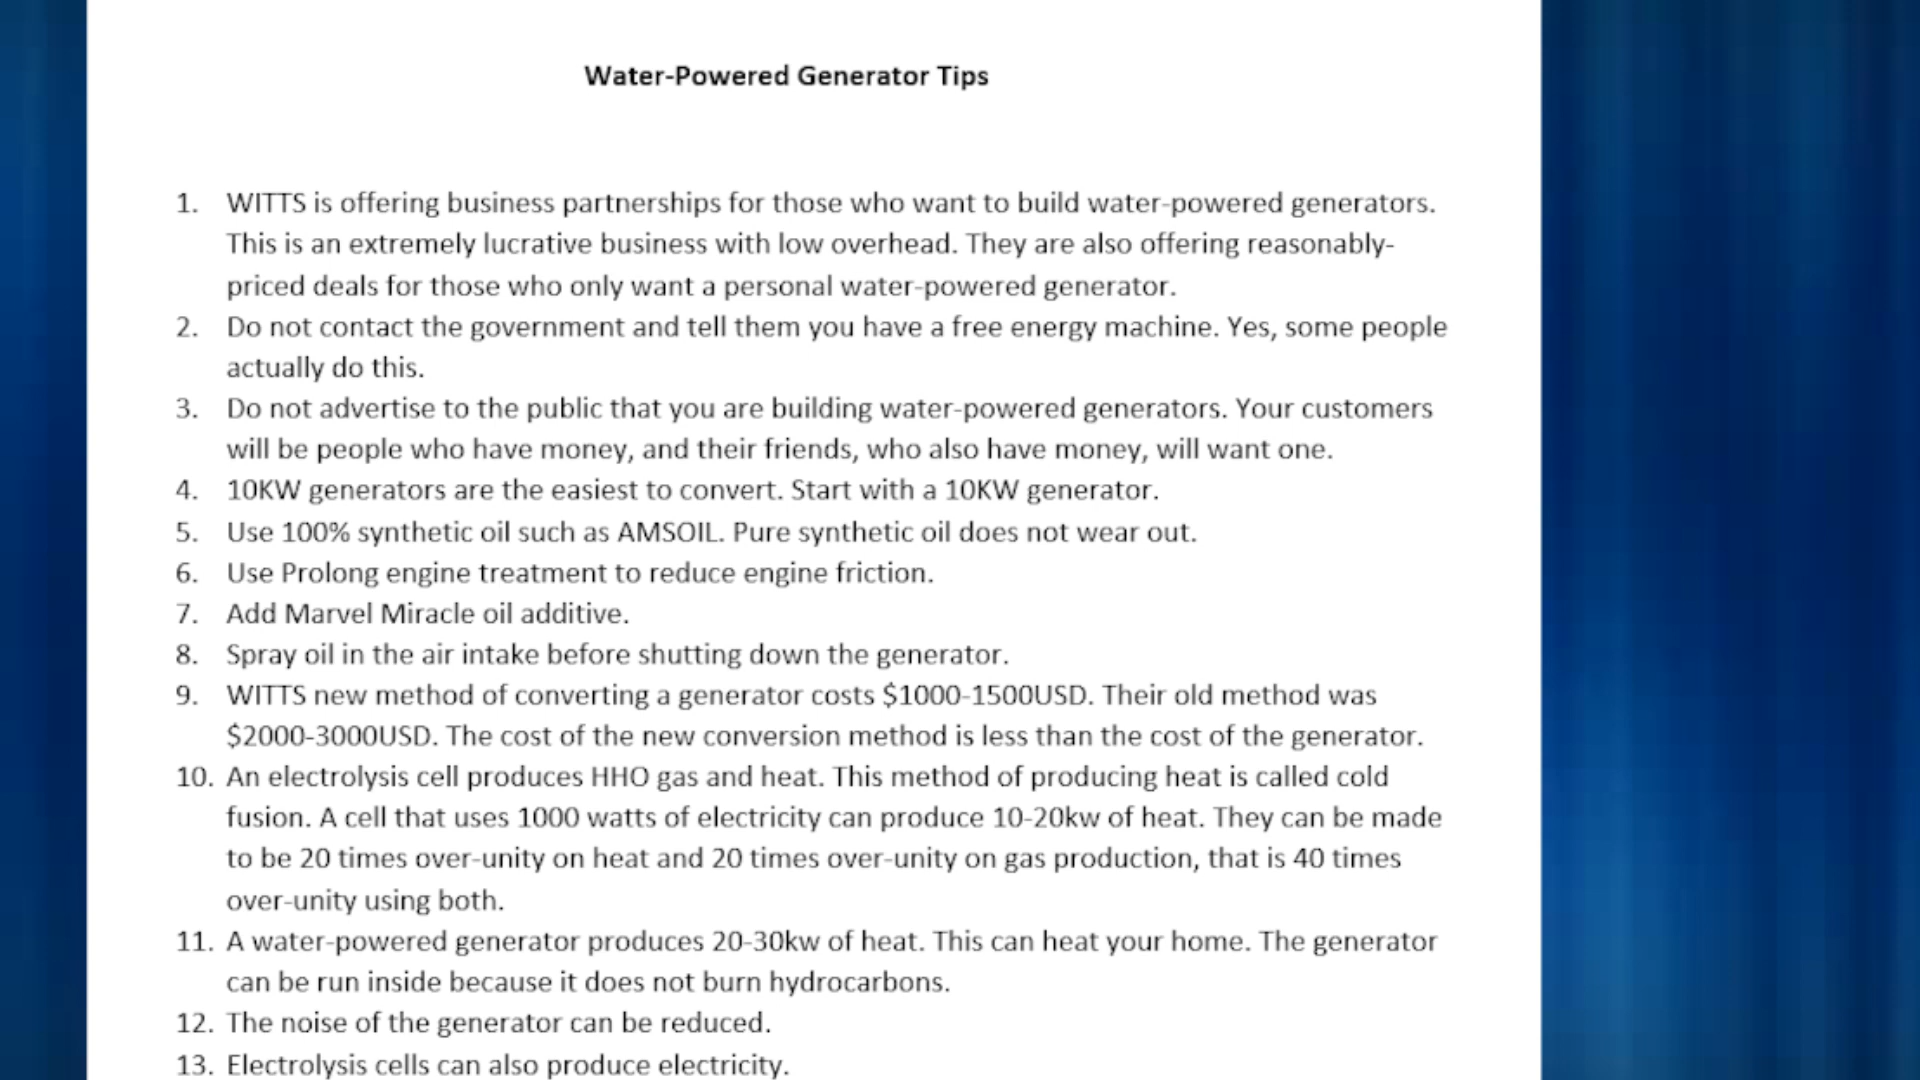 Water-Powered Generator Tips
1. WITTS is offering business partnerships for those who want to build water-powered generators.
This is an extremely lucrative business with low overhead. They are also offering reasonably-
priced deals for those who only want a personal water-powered generator.
2. Do not contact the government and tell them you have a free energy machine. Yes, some people
actually do this.
3. Do not advertise to the public that you are building water-powered generators. Your customers
will be people who have money, and their friends, who also have money, will want one.
4. 10KW generators are the easiest to convert. Start with a 10KW generator.
5. Use 100% synthetic oil such as AMSOIL. Pure synthetic oil does not wear out.
6. Use Prolong engine treatment to reduce engine friction.
7. Add Marvel Miracle oil additive.
8. Spray oil in the air intake before shutting down the generator.
9. WITTS new method of converting a generator costs $1000-1500USD. Their old method was
$2000-3000USD. The cost of the new conversion method is less than the cost of the generator.
10. An electrolysis cell produces HHO gas and heat. This method of producing heat is called cold
fusion. A cell that uses 1000 watts of electricity can produce 10-20kw of heat. They can be made
to be 20 times over-unity on heat and 20 times over-unity on gas production, that is 40 times
over-unity using both.
11. A water-powered generator produces 20-30kw of heat. This can heat your home. The generator
can be run inside because it does not burn hydrocarbons.
12. The noise of the generator can be reduced.
13. Electrolysis cells can also produce electricity.